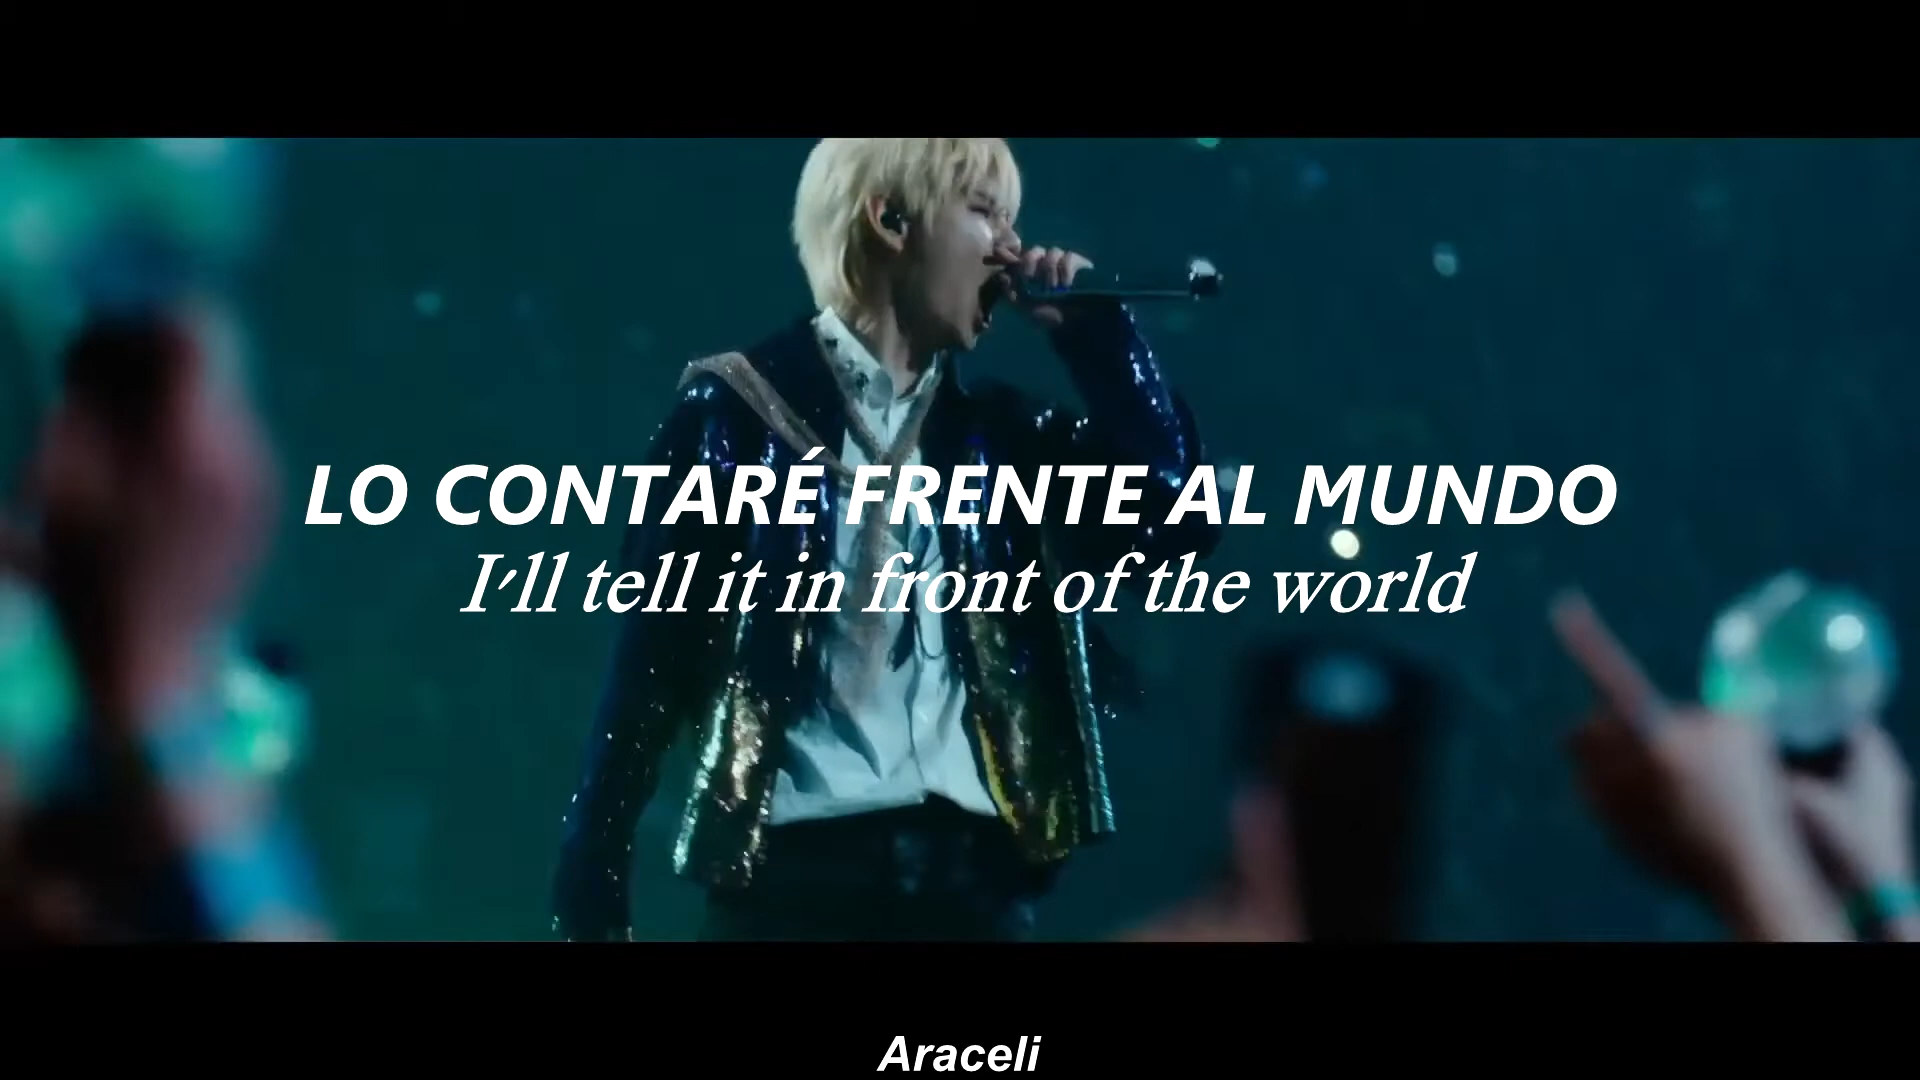 LO CONTARÉ FRENTE AL MUNDO
I'll tell it in front of the world
Araceli